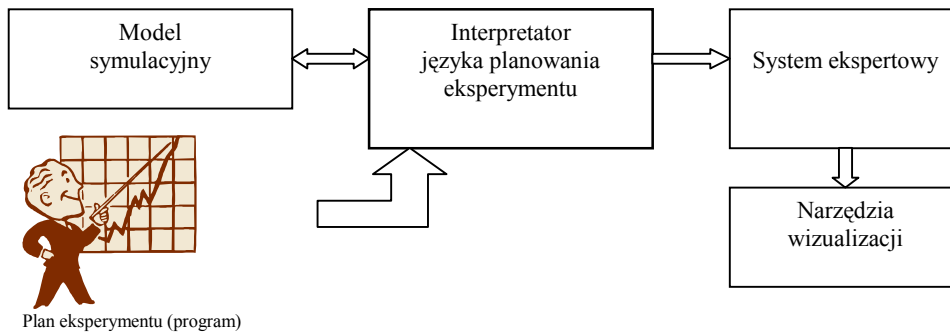 Model
symulacyjny
Interpretator
języka planowania
eksperymentu
System ekspertowy
Narzędzia
wizualizacji
Plan eksperymentu (program)